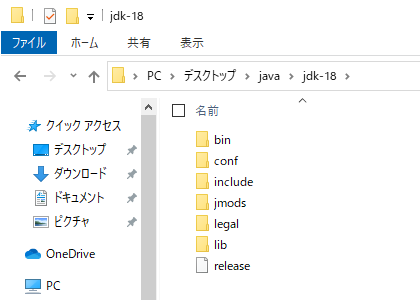 jdk-18
ファイル ホーム 共有 表示
PC デスクトップ java jdk-18
クイック アクセス
デスクトップ
ダウンロード
ドキュメント
ピクチャ
OneDrive
PC
名前
bin
conf
include
jmods
legal
lib
release